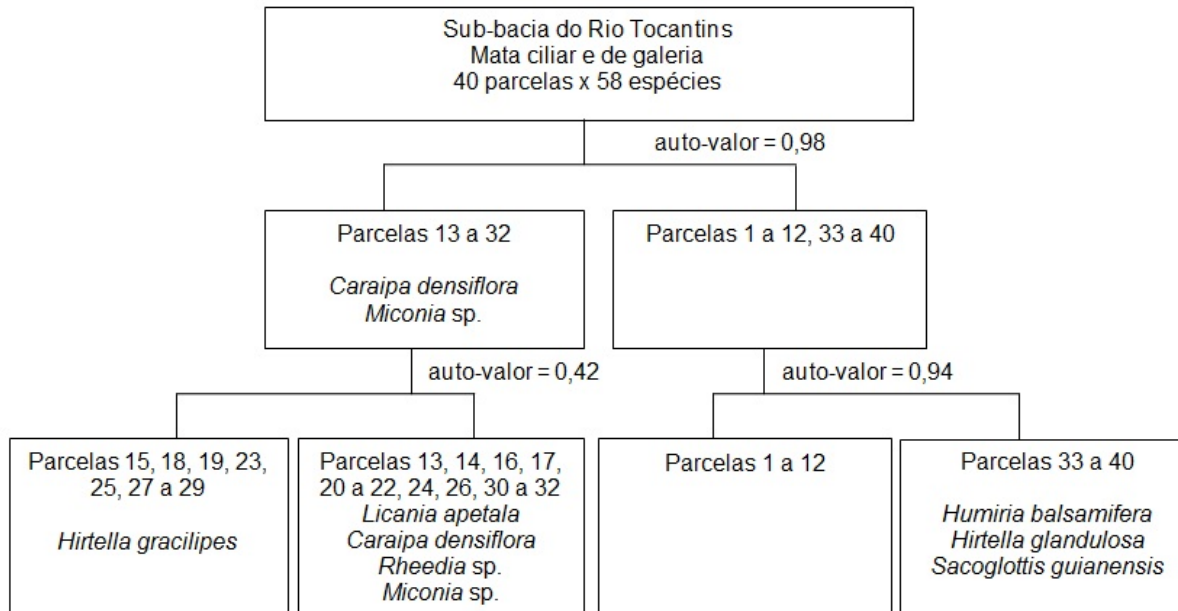 Sub-bacia do Rio Tocantins
Mata ciliar e de galeria
40 parcelas x 58 espécies
auto-valor = 0,98
Parcelas 13 a 32
Caraipa densiflora
Miconia sp.
Parcelas 1 a 12, 33 a 40
auto-valor = 0,42
auto-valor = 0,94
Parcelas 15, 18, 19, 23,
25, 27 a 29
Hirtella gracilipes
Parcelas 13, 14, 16, 17,
20 a 22, 24, 26, 30 a 32
Licania apetala
Caraipa densiflora
Rheedia sp.
Miconia sp.
Parcelas 1 a 12
Parcelas 33 a 40
Humiria balsamifera
Hirtella glandulosa
Sacoglottis guianensis